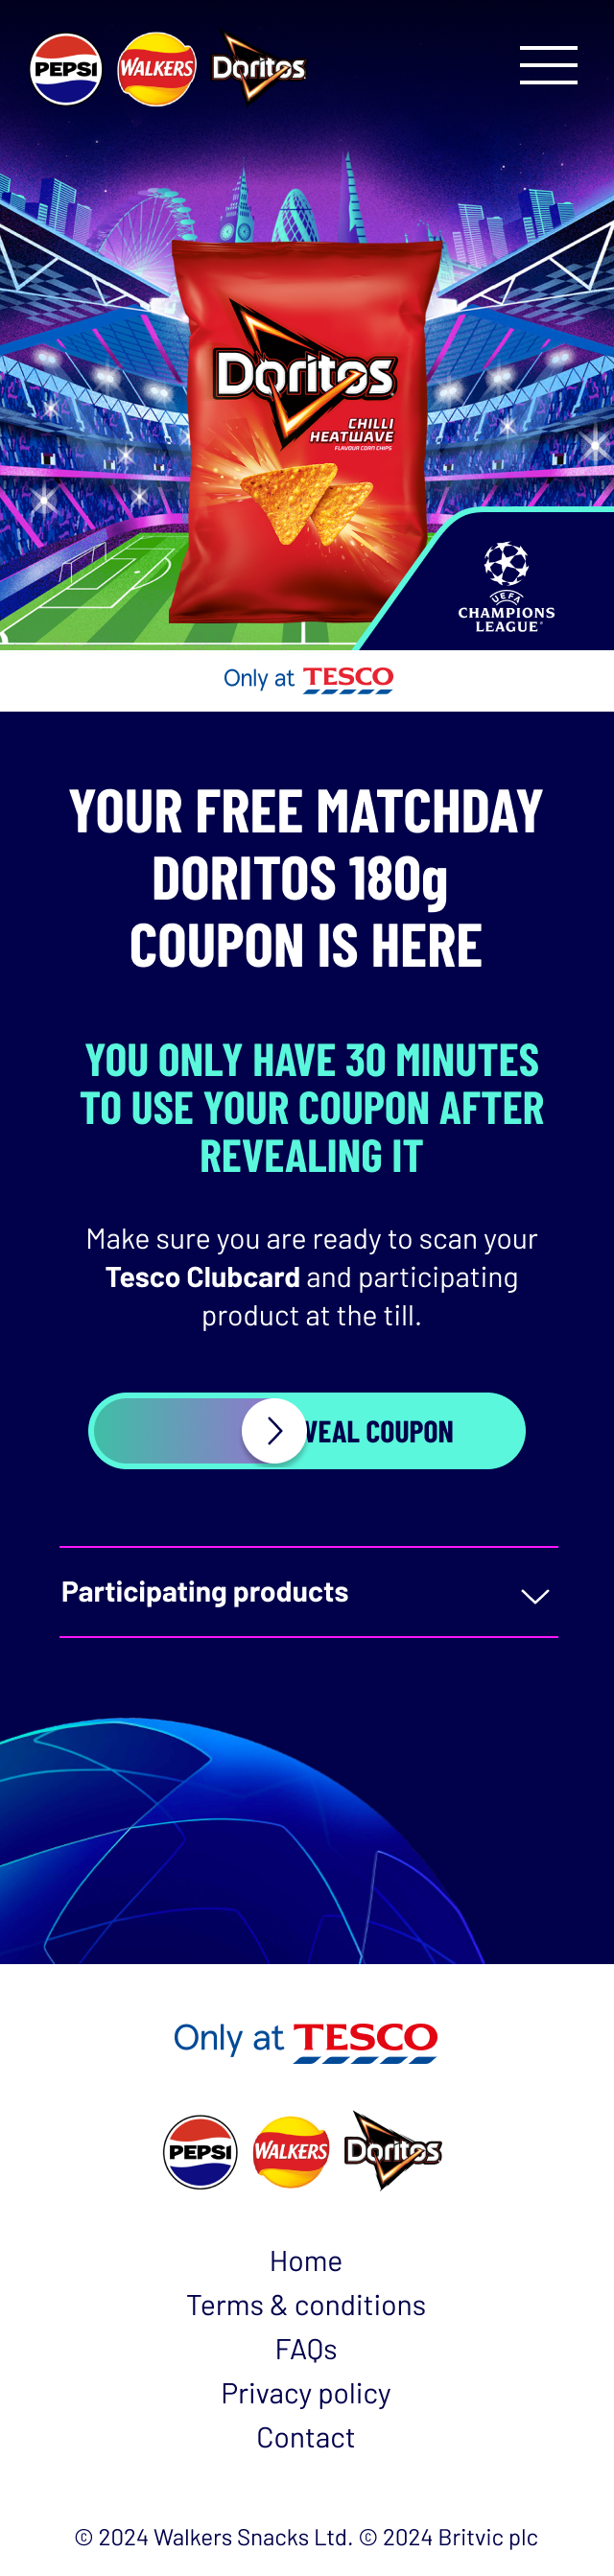 PEPSI WALKERS Doritos
Doritos
CHILLI
HEATWAVE
FLAVOUR CORN CHIPS
UEFA
CHAMPIONS
LEAGUE
Only at TESCO
YOUR FREE MATCHDAY
DORITOS 180g
COUPON IS HERE
YOU ONLY HAVE 30 MINUTES
TO USE YOUR COUPON AFTER
REVEALING IT
Make sure you are ready to scan your
Tesco Clubcard and participating
product at the till.
VEAL COUPON
Participating products
Only at TESCO
PEPSI WALKERS Doritos
Home
Terms & conditions
FAQs
Privacy policy
Contact
© 2024 Walkers Snacks Ltd. © 2024 Britvic plc